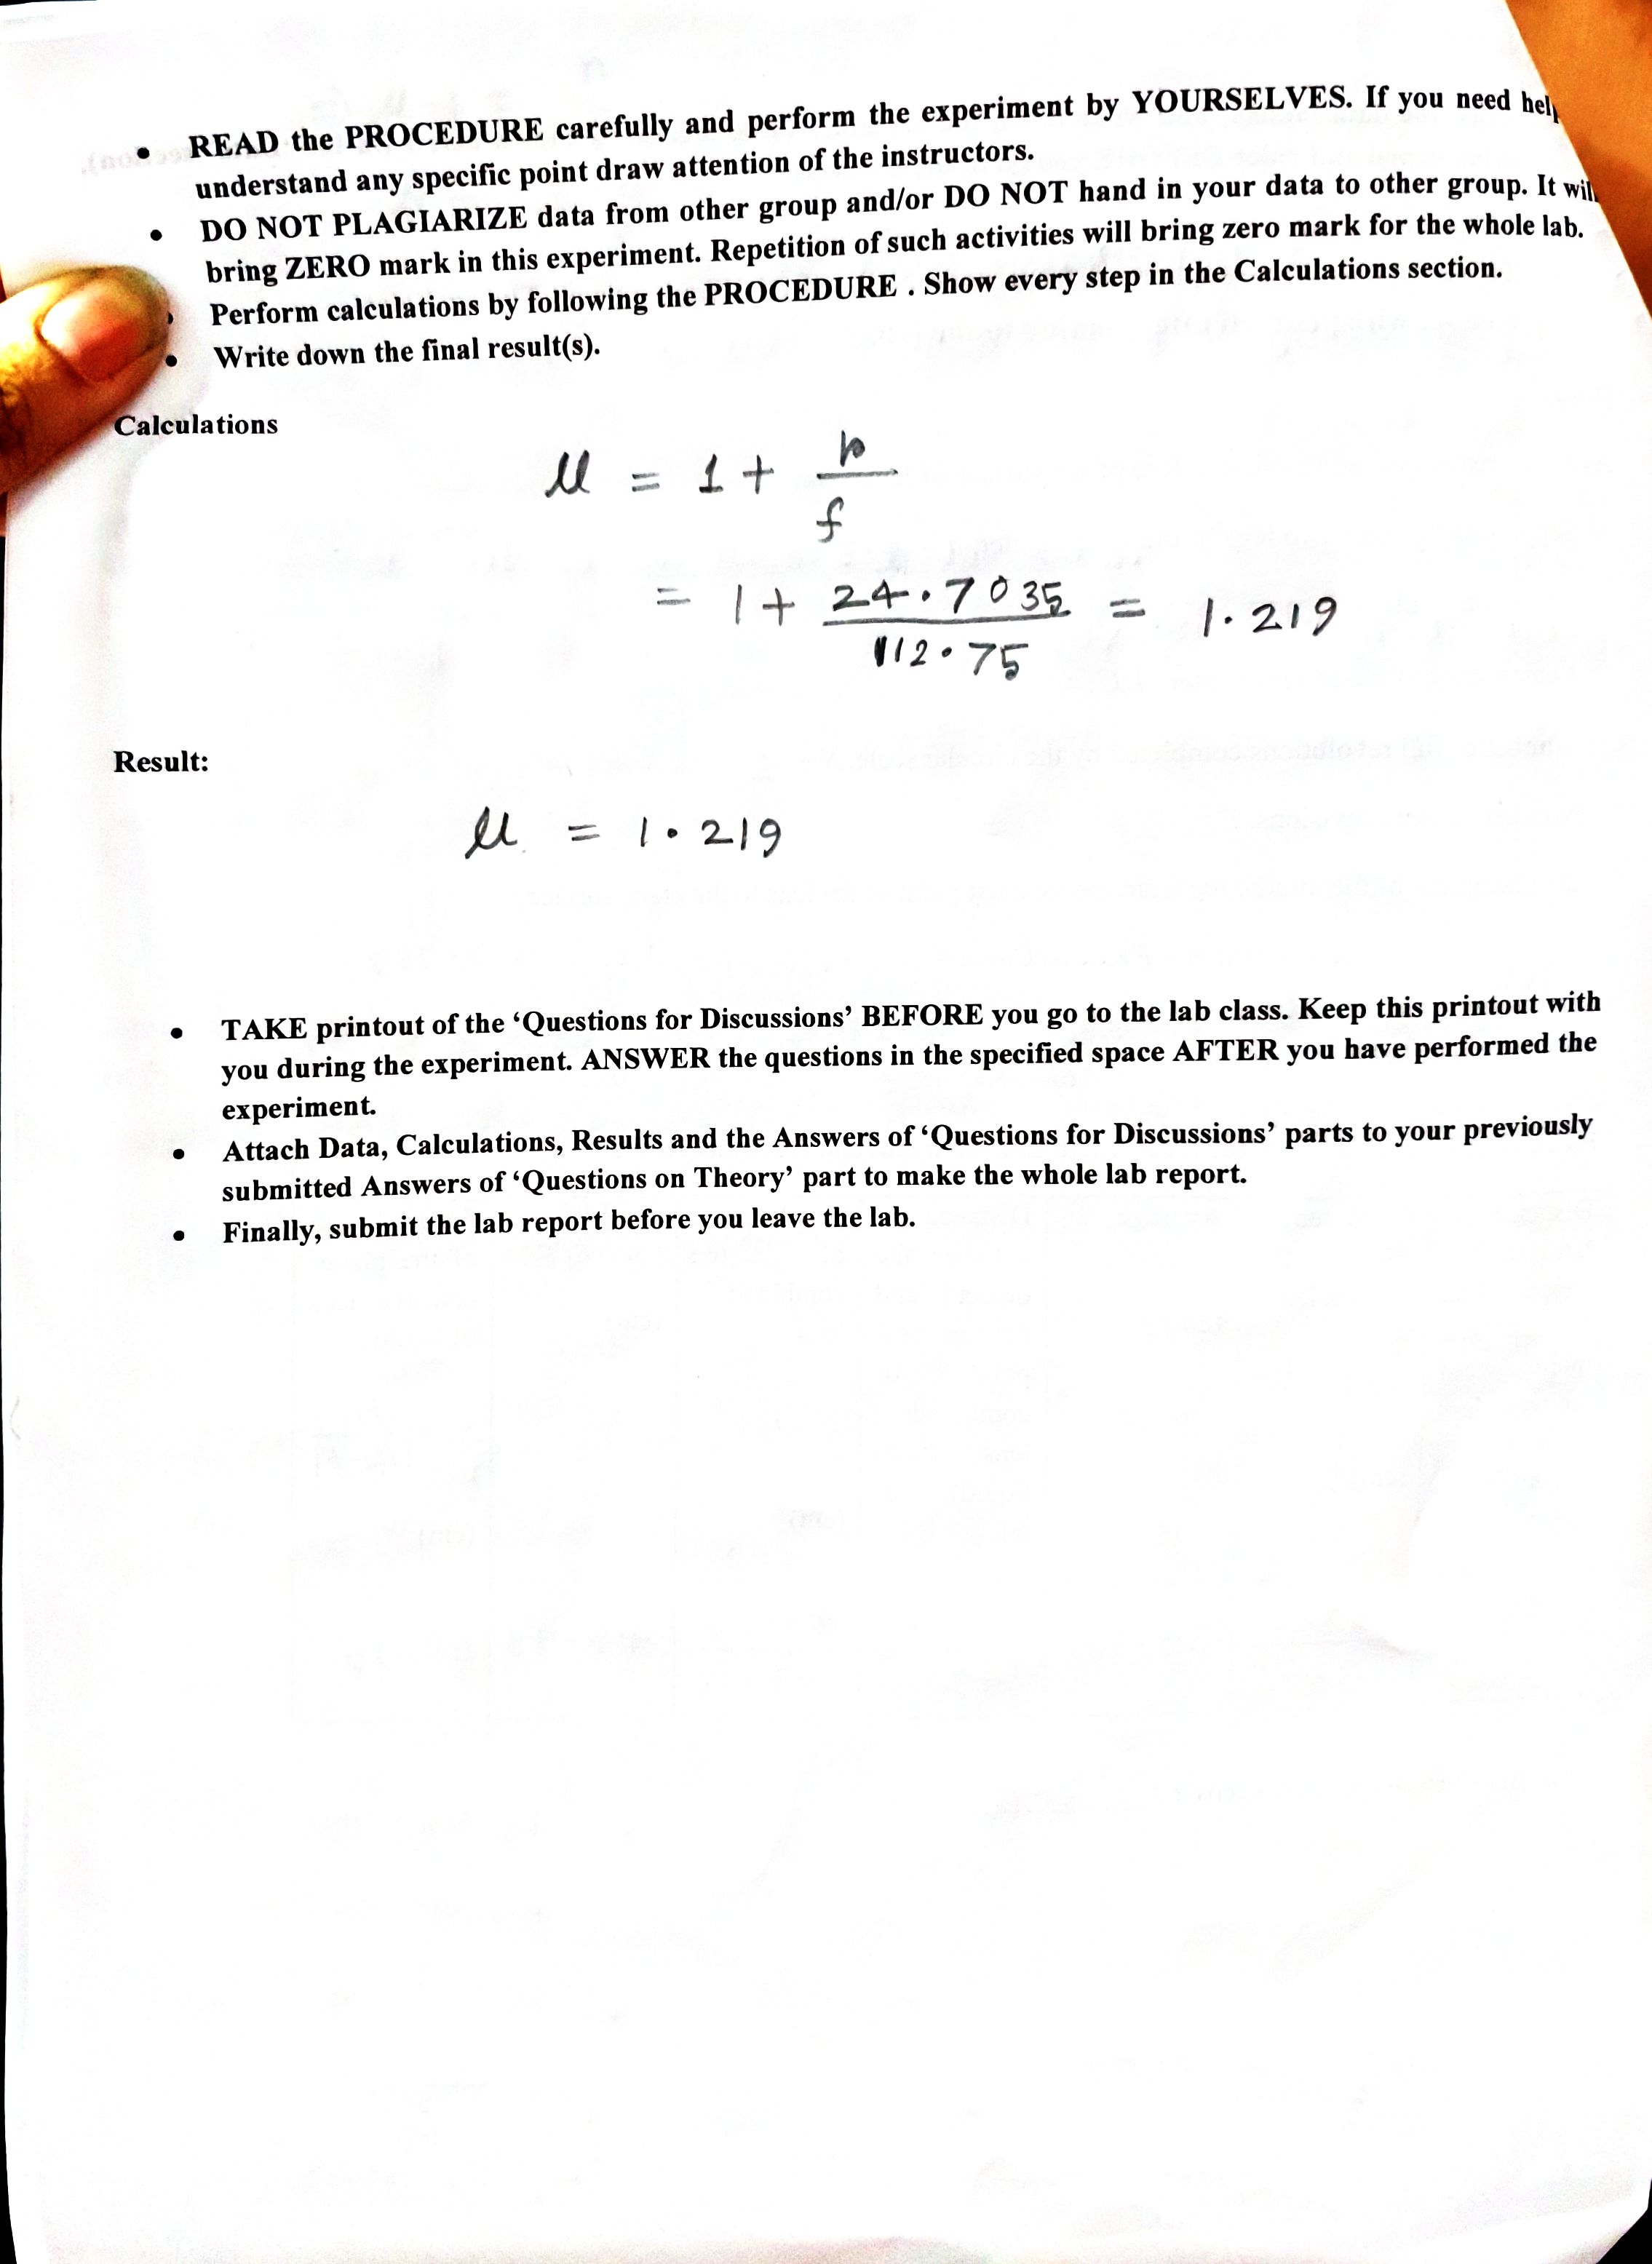 • READ the PROCEDURE carefully and perform the experiment by YOURSELVES. If you need
understand any specific point draw attention of the instructors.
• DO NOT PLAGIARIZE data from other group and/or DO NOT hand in your data to other group. It
bring ZERO mark in this experiment. Repetition of such activities will bring zero mark for the whole lab.
Perform calculations by following the PROCEDURE . Show every step in the Calculations section.
• Write down the final result(s).
Calculations
μ = 1 + r/f
= 1 + 24.7035/112.75 = 1.219
Result:
μ = 1.219
• TAKE printout of the ‘Questions for Discussions’ BEFORE you go to the lab class. Keep this printout with
you during the experiment. ANSWER the questions in the specified space AFTER you have performed the
experiment.
• Attach Data, Calculations, Results and the Answers of ‘Questions for Discussions’ parts to your previously
submitted Answers of ‘Questions on Theory’ part to make the whole lab report.
• Finally, submit the lab report before you leave the lab.